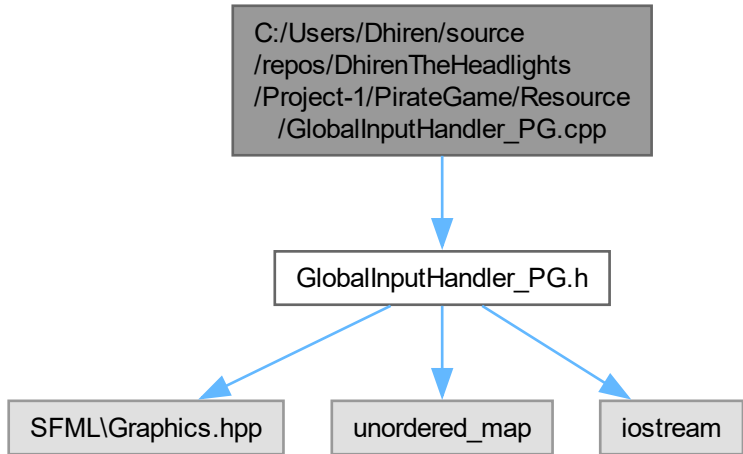 C:/Users/Dhiren/source
/repos/DhirenTheHeadlights
/Project-1/PirateGame/Resource
/GlobalInputHandler_PG.cpp
GlobalInputHandler_PG.h
SFML\Graphics.hpp
unordered_map
iostream